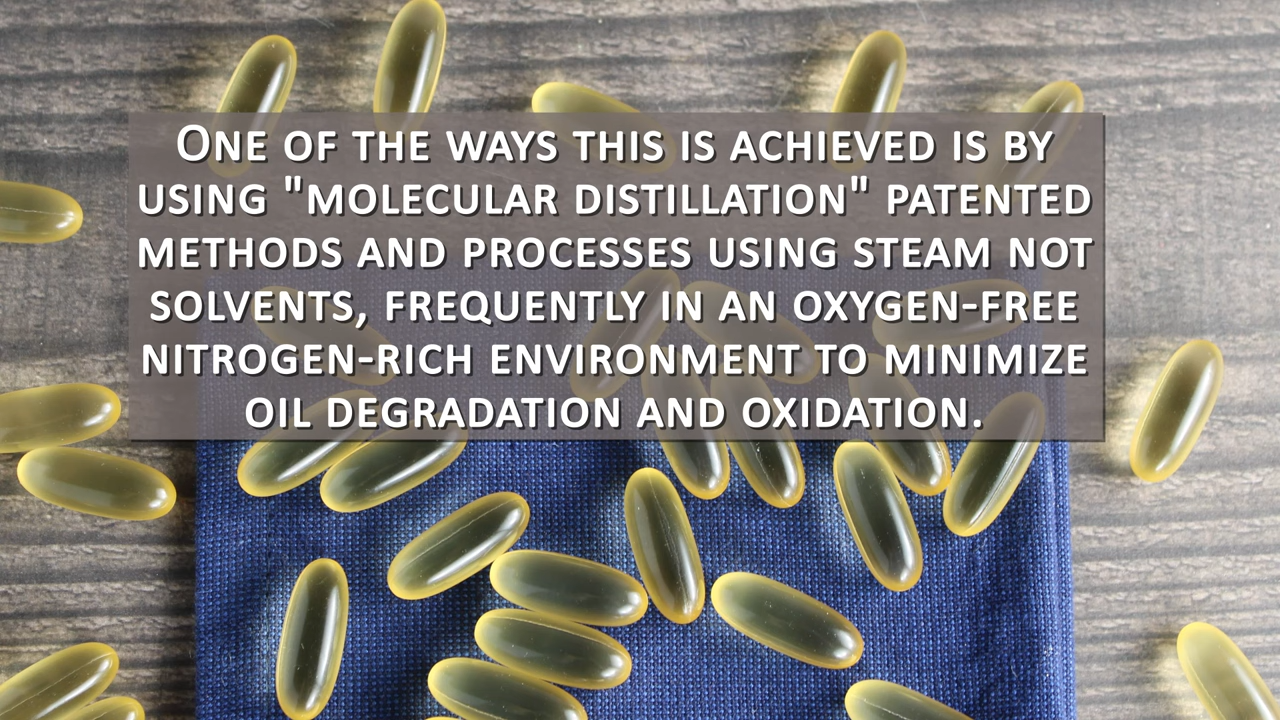 One of the ways this is achieved is by
using "molecular distillation" patented
methods and processes using steam not
solvents, frequently in an oxygen-free
nitrogen-rich environment to minimize
oil degradation and oxidation.